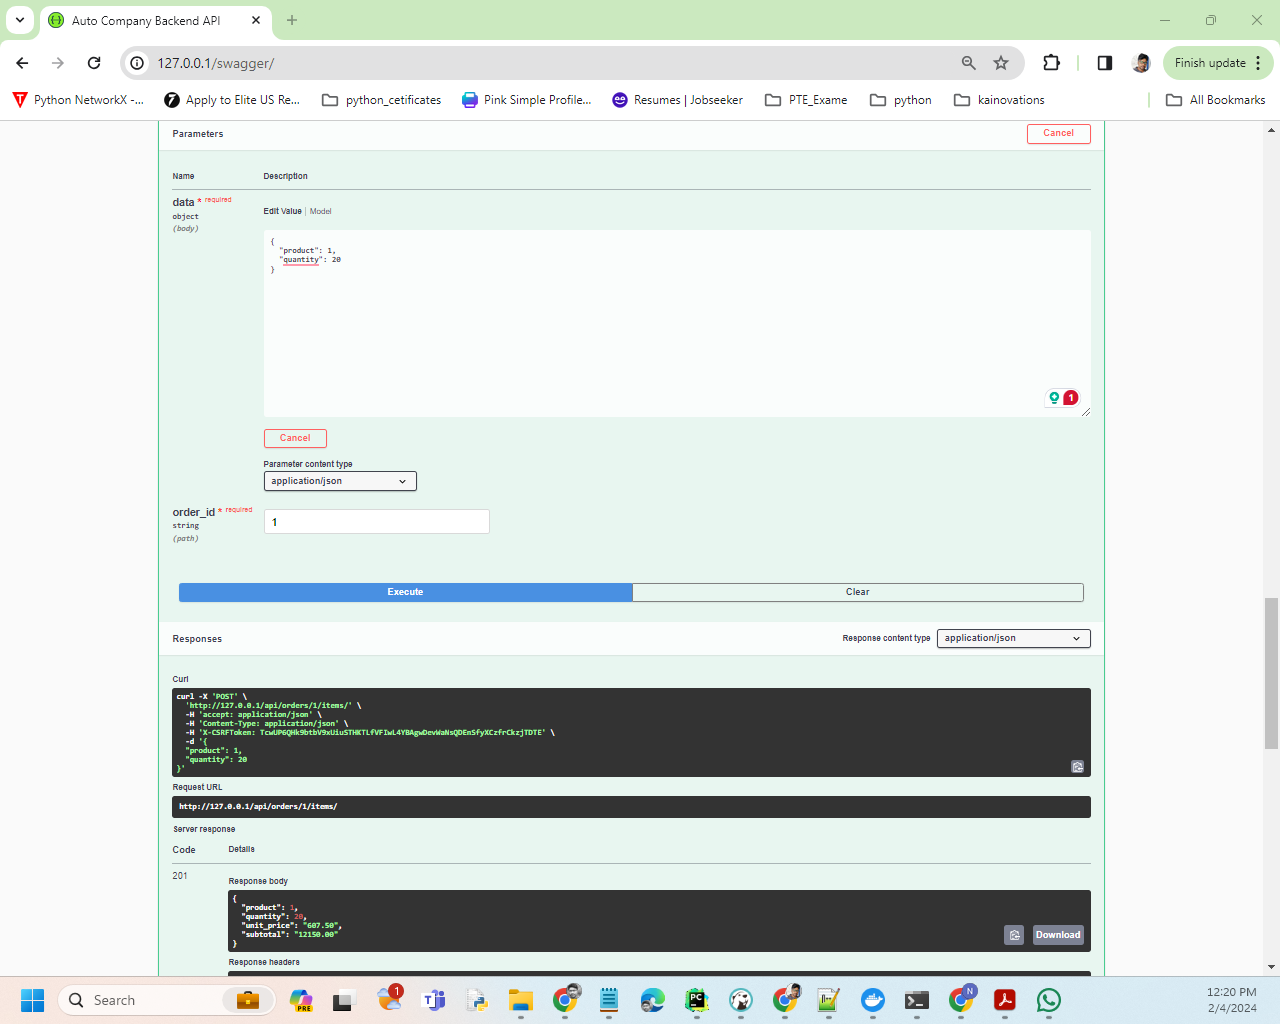 Auto Company Backend API
127.0.0.1/swagger/
Finish update
Python NetworkX -...
Apply to Elite US Re...
python_cetificates
Pink Simple Profile...
Resumes | Jobseeker
PTE_Exame
python
kainovations
All Bookmarks
Parameters
Cancel
Name Description
data * required
object
(body)
Edit Value | Model
{
"product": 1,
"quantity": 20
}
1
Cancel
Parameter content type
application/json
order_id * required
string
(path)
1
Execute
Clear
Responses
Response content type
application/json
Curl
curl -X 'POST' \
'http://127.0.0.1/api/orders/1/items/' \
-H 'accept: application/json' \
-H 'Content-Type: application/json' \
-H 'X-CSRFToken: \
-d '{
"product": 1,
"quantity": 20
}'
Request URL
http://127.0.0.1/api/orders/1/items/
Server response
Code Details
201
Response body
{
"product": 1,
"quantity": 20,
"unit_price": "607.50",
"subtotal": "12150.00"
}
Download
Response headers
Search
PRE
1
PC
N
12:20 PM
2/4/2024